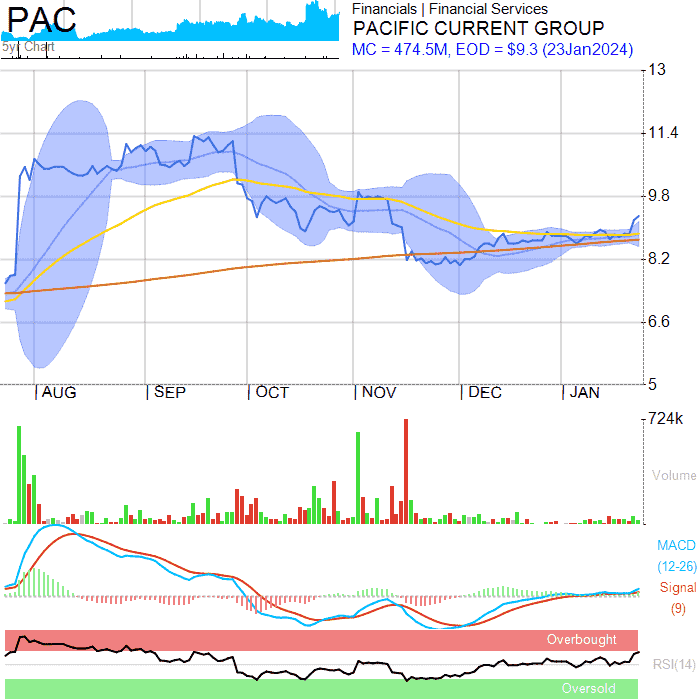 PAC
5yr Chart
Financials | Financial Services
PACIFIC CURRENT GROUP
MC = 474.5M, EOD = $9.3 (23Jan2024)
13
11.4
9.8
8.2
6.6
5
AUG SEP OCT NOV DEC JAN
724k
Volume
MACD
(12-26)
Signal
(9)
Overbought
RSI(14)
Oversold